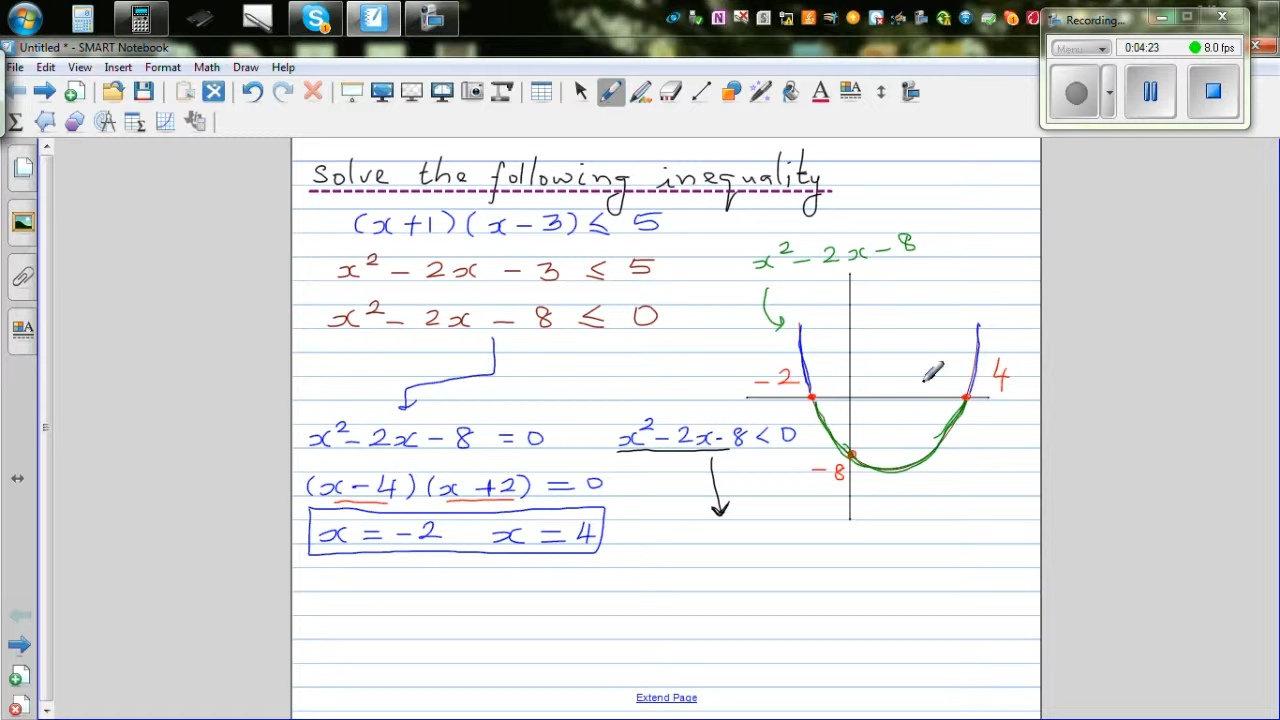 Recording...
Menu
0:04:23
8.0 fps
Untitled * - SMART Notebook
File Edit View Insert Format Math Draw Help
Solve the following inequality
(x+1)(x-3) ≤ 5
x² - 2x - 3 ≤ 5
x² - 2x - 8 ≤ 0
x² - 2x - 8 = 0
(x-4)(x+2) = 0
x = -2 x = 4
x² - 2x - 8 < 0
x² - 2x - 8
-2
4
-8
Extend Page